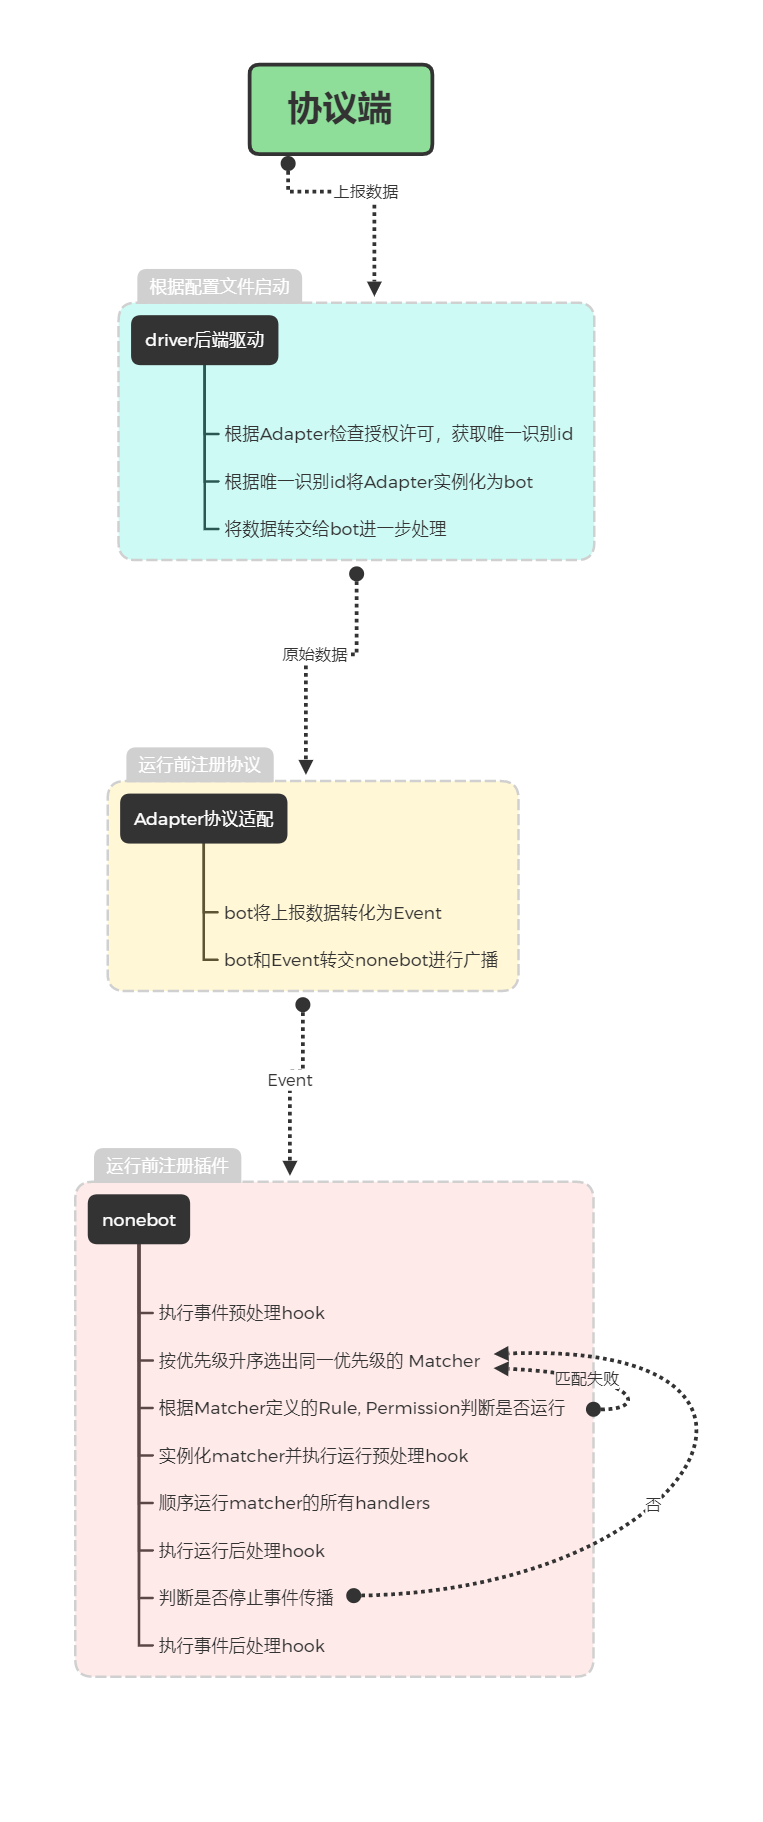 协议端
上报数据
根据配置文件启动
driver后端驱动
根据Adapter检查授权许可，获取唯一识别id
根据唯一识别id将Adapter实例化为bot
将数据转交给bot进一步处理
原始数据
运行前注册协议
Adapter协议适配
bot将上报数据转化为Event
bot和Event转交nonebot进行广播
Event
运行前注册插件
nonebot
执行事件预处理hook
按优先级升序选出同一优先级的 Matcher
匹配失败
根据Matcher定义的Rule, Permission判断是否运行
实例化matcher并执行运行预处理hook
顺序运行matcher的所有handlers
否
执行运行后处理hook
判断是否停止事件传播
执行事件后处理hook